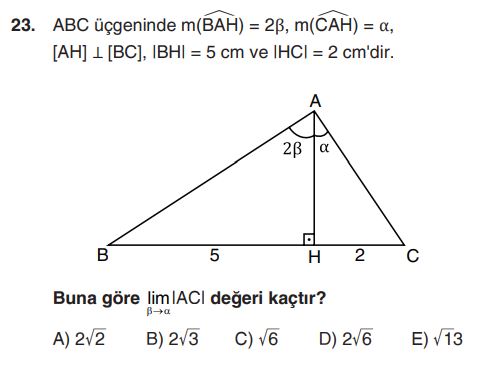 23. ABC üçgeninde m(BAH) = 2β, m(CAH) = α,
[AH] ⊥ [BC], |BH| = 5 cm ve |HC| = 2 cm'dir.
A
2β α
B 5 H 2 C
Buna göre lim|AC| değeri kaçtır?
β→α
A) 2√2 B) 2√3 C) √6 D) 2√6 E) √13